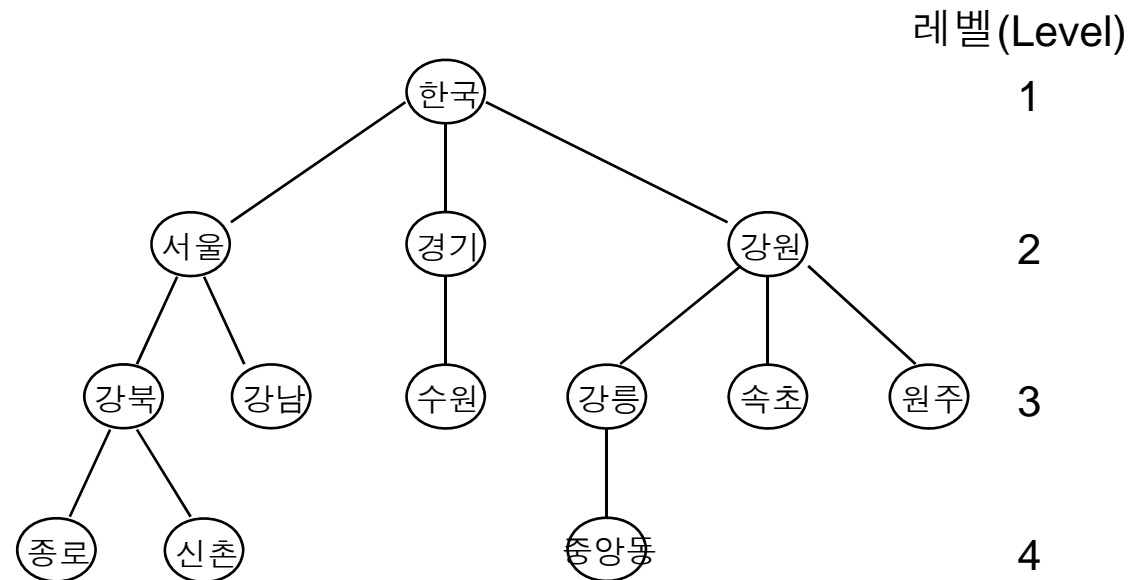 레벨(Level)
한국 1
서울 경기 강원 2
강북 강남 수원 강릉 속초 원주 3
종로 신촌 중앙동 4